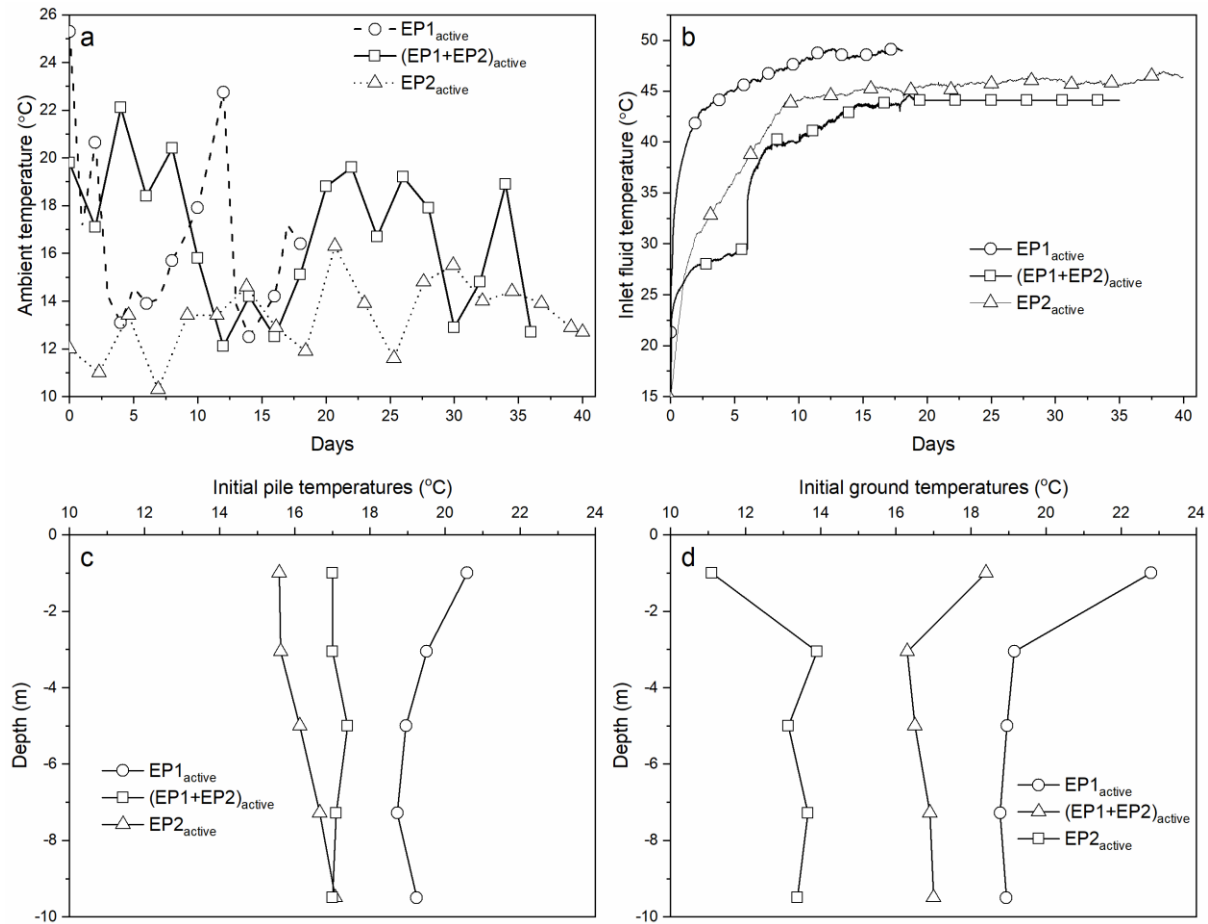 a
EP1active
(EP1+EP2)active
EP2active
Ambient temperature (°C)
26
24
22
20
18
16
14
12
10
0 5 10 15 20 25 30 35 40
Days
b
Inlet fluid temperature (°C)
50
45
40
35
30
25
20
15
EP1active
(EP1+EP2)active
EP2active
0 5 10 15 20 25 30 35 40
Days
Initial pile temperatures (°C)
10 12 14 16 18 20 22 24
c
Depth (m)
0
-2
-4
-6
-8
-10
EP1active
(EP1+EP2)active
EP2active
Initial ground temperatures (°C)
10 12 14 16 18 20 22 24
d
Depth (m)
0
-2
-4
-6
-8
-10
EP1active
(EP1+EP2)active
EP2active